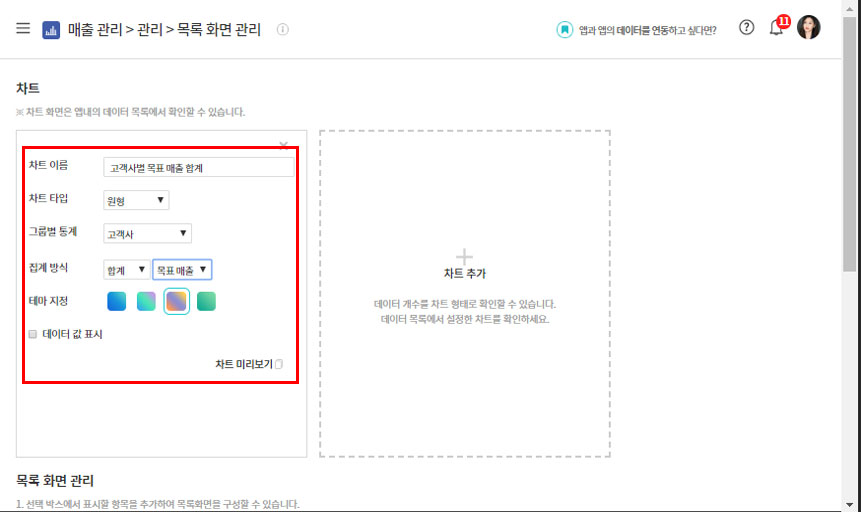 매출 관리 > 관리 > 목록 화면 관리
앱과 앱의 데이터를 연동하고 싶다면?
11
차트
※ 차트 화면은 앱내의 데이터 목록에서 확인할 수 있습니다.
차트 이름
고객사별 목표 매출 합계
차트 타입
원형
그룹별 통계
고객사
집계 방식
합계
목표 매출
테마 지정
데이터 값 표시
차트 미리보기
차트 추가
데이터 개수를 차트 형태로 확인할 수 있습니다.
데이터 목록에서 설정한 차트를 확인하세요.
목록 화면 관리
1. 선택 박스에서 표시할 항목을 추가하여 목록화면을 구성할 수 있습니다.